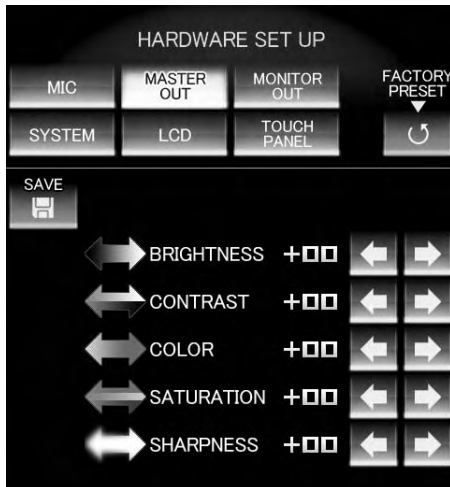 HARDWARE SET UP
MIC
MASTER
OUT
MONITOR
OUT
FACTORY
PRESET
SYSTEM
LCD
TOUCH
PANEL
SAVE
BRIGHTNESS +00
CONTRAST +00
COLOR +00
SATURATION +00
SHARPNESS +00